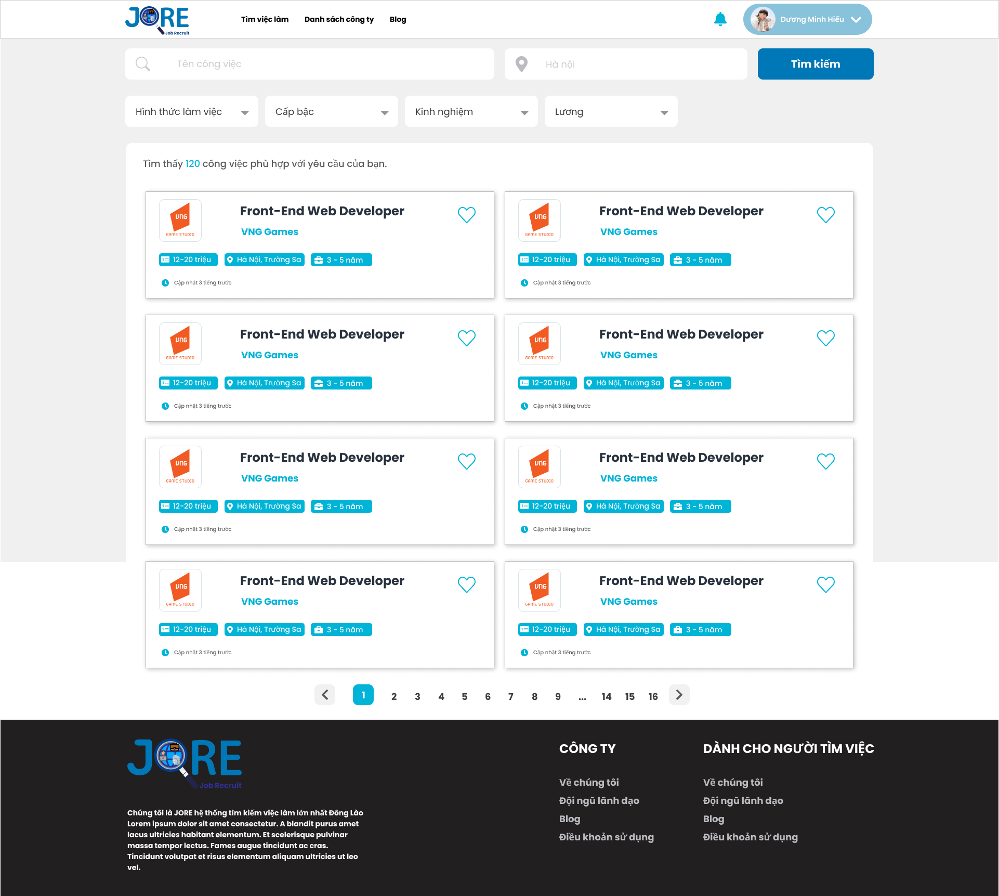 JORE
Job Recruit
Tìm việc làm Danh sách công ty Blog
Dương Minh Hiếu
Tên công việc
Hà nội
Tìm kiếm
Hình thức làm việc
Cấp bậc
Kinh nghiệm
Lương
Tìm thấy 120 công việc phù hợp với yêu cầu của bạn.
VNG
GAME STUDIO
Front-End Web Developer
VNG Games
12-20 triệu
Hà Nội, Trường Sa
3 - 5 năm
Cập nhật 3 tiếng trước
VNG
GAME STUDIO
Front-End Web Developer
VNG Games
12-20 triệu
Hà Nội, Trường Sa
3 - 5 năm
Cập nhật 3 tiếng trước
VNG
GAME STUDIO
Front-End Web Developer
VNG Games
12-20 triệu
Hà Nội, Trường Sa
3 - 5 năm
Cập nhật 3 tiếng trước
VNG
GAME STUDIO
Front-End Web Developer
VNG Games
12-20 triệu
Hà Nội, Trường Sa
3 - 5 năm
Cập nhật 3 tiếng trước
VNG
GAME STUDIO
Front-End Web Developer
VNG Games
12-20 triệu
Hà Nội, Trường Sa
3 - 5 năm
Cập nhật 3 tiếng trước
VNG
GAME STUDIO
Front-End Web Developer
VNG Games
12-20 triệu
Hà Nội, Trường Sa
3 - 5 năm
Cập nhật 3 tiếng trước
VNG
GAME STUDIO
Front-End Web Developer
VNG Games
12-20 triệu
Hà Nội, Trường Sa
3 - 5 năm
Cập nhật 3 tiếng trước
VNG
GAME STUDIO
Front-End Web Developer
VNG Games
12-20 triệu
Hà Nội, Trường Sa
3 - 5 năm
Cập nhật 3 tiếng trước
1 2 3 4 5 6 7 8 9 ... 14 15 16
JORE
Job Recruit
Chúng tôi là JORE hệ thống tìm kiếm việc làm lớn nhất Đông Lào
Lorem ipsum dolor sit amet consectetur. A blandit purus amet
lacus ultricies habitant elementum. Et scelerisque pulvinar
massa tempor lectus. Fames augue tincidunt ac cras.
Tincidunt volutpat et risus elementum aliquam ultricies ut leo
vel.
CÔNG TY
Về chúng tôi
Đội ngũ lãnh đạo
Blog
Điều khoản sử dụng
DÀNH CHO NGƯỜI TÌM VIỆC
Về chúng tôi
Đội ngũ lãnh đạo
Blog
Điều khoản sử dụng